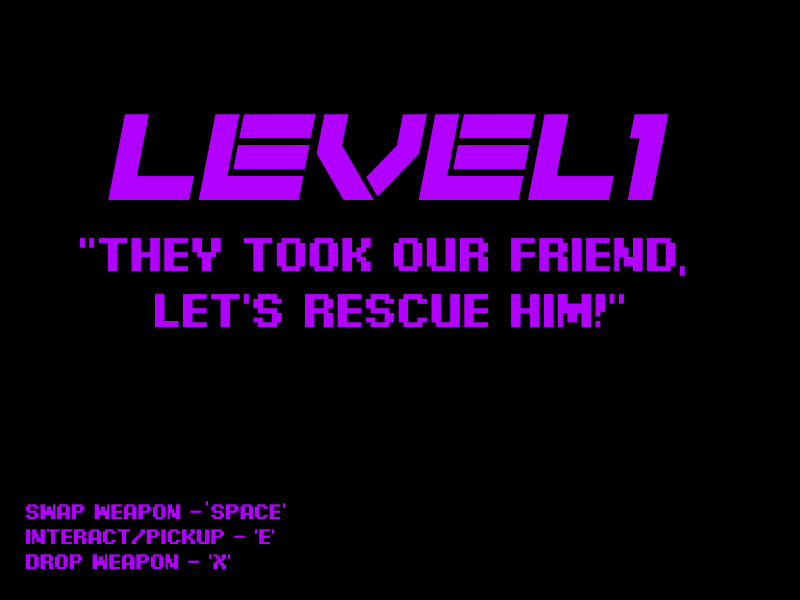 LEVEL1
"THEY TOOK OUR FRIEND,
LET'S RESCUE HIM!"
SWAP WEAPON -'SPACE'
INTERACT/PICKUP - 'E'
DROP WEAPON - 'X'